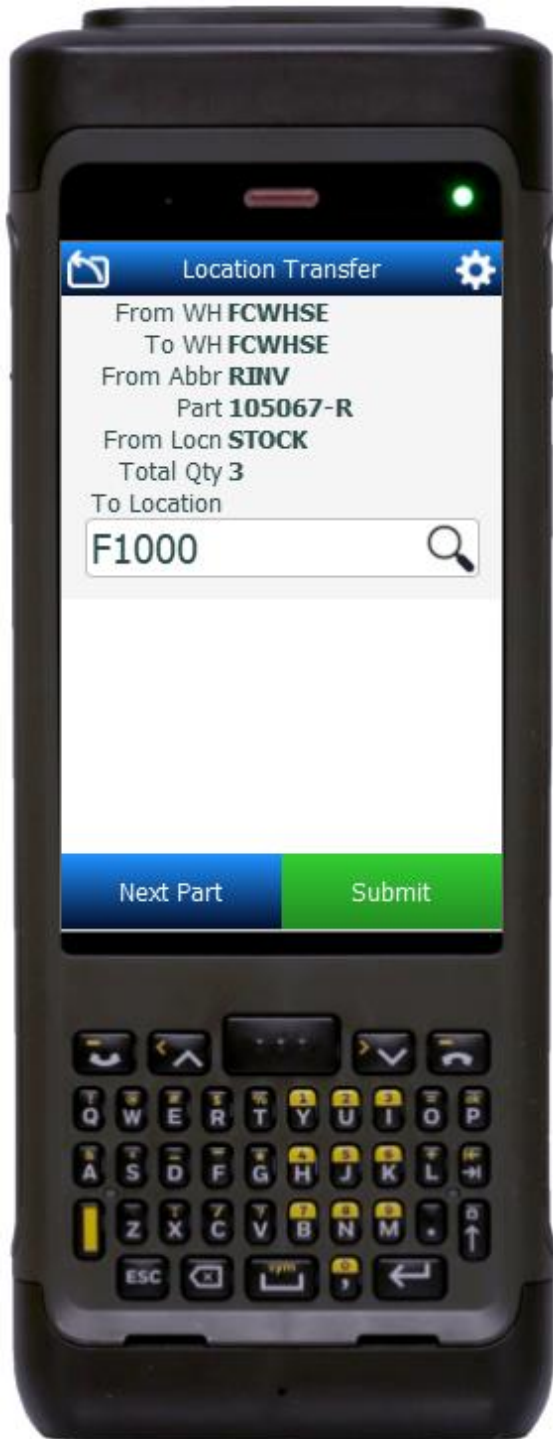 Location Transfer
From WH FCWHSE
To WH FCWHSE
From Abbr RINV
Part 105067-R
From Locn STOCK
Total Qty 3
To Location
F1000
Next Part
Submit
Q W E R T Y U I O P
A S D F G H J K L
Z X C V B N M .
ESC sym ,